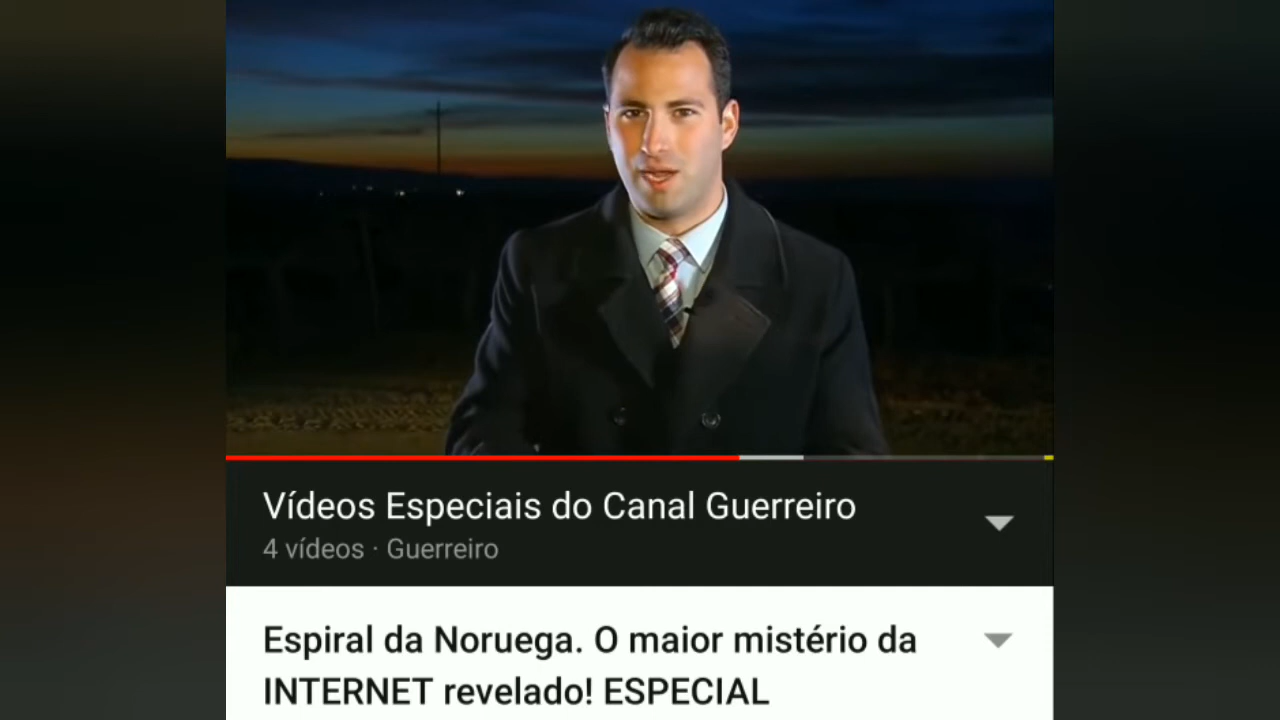 Vídeos Especiais do Canal Guerreiro
4 vídeos · Guerreiro
Espiral da Noruega. O maior mistério da
INTERNET revelado! ESPECIAL